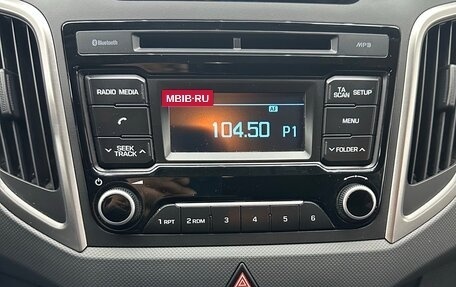 Bluetooth
MP3
RADIO MEDIA
TA SCAN SETUP
MBIB-RU
AF
104.50 P1
MENU
SEEK TRACK
FOLDER
1 RPT 2 RDM 3 4 5 6